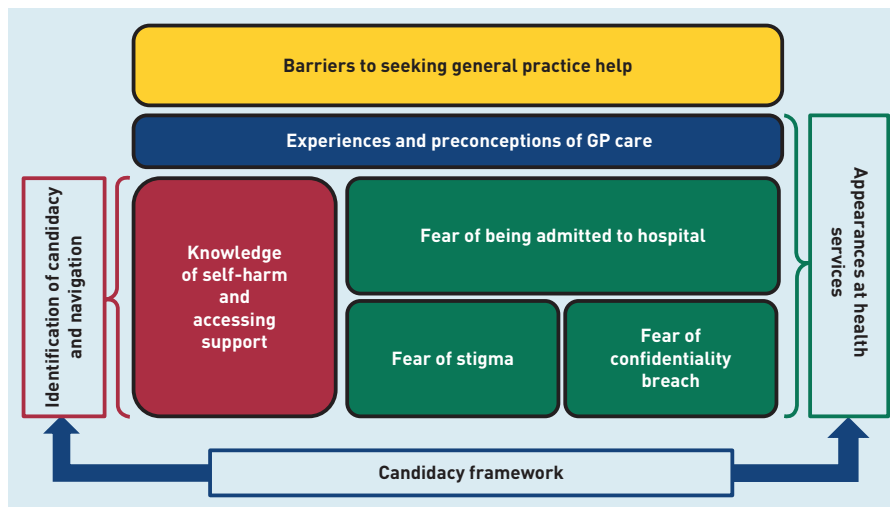 Barriers to seeking general practice help
Experiences and preconceptions of GP care
Identification of candidacy
and navigation
Knowledge
of self-harm
and
accessing
support
Fear of being admitted to hospital
Fear of stigma
Fear of
confidentiality
breach
Appearances at health
services
Candidacy framework